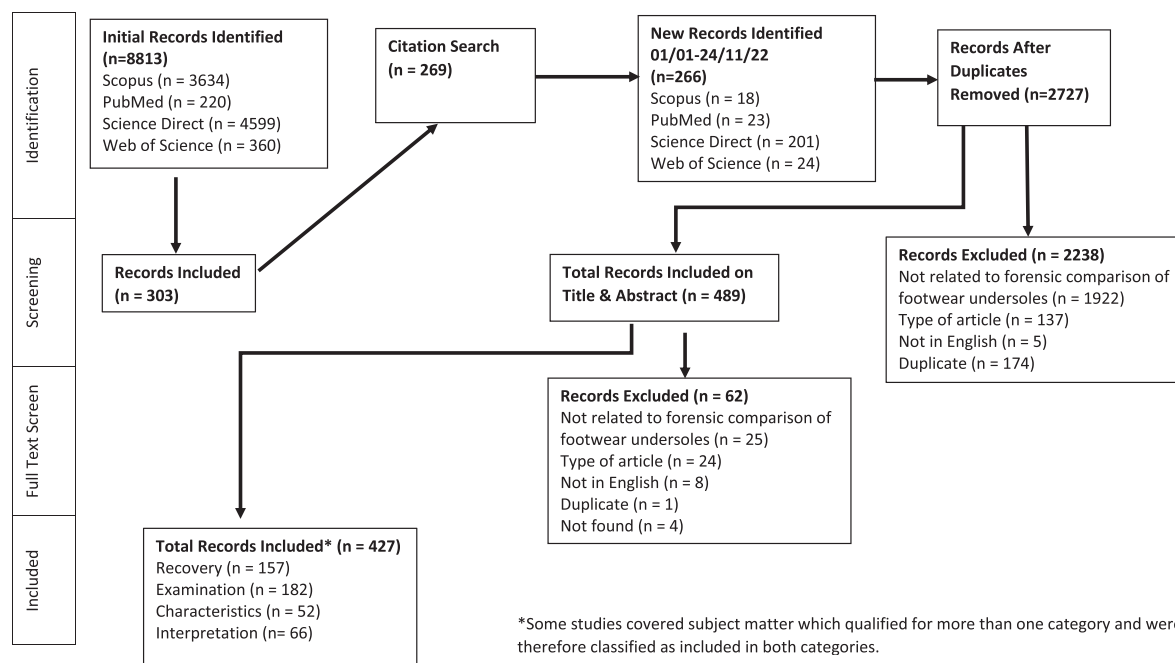 Identification
Initial Records Identified
(n=8813)
Scopus (n = 3634)
PubMed (n = 220)
Science Direct (n = 4599)
Web of Science (n = 360)
Citation Search
(n = 269)
New Records Identified
01/01-24/11/22
(n=266)
Scopus (n = 18)
PubMed (n = 23)
Science Direct (n = 201)
Web of Science (n = 24)
Records After
Duplicates
Removed (n=2727)
Screening
Records Included
(n = 303)
Total Records Included on
Title & Abstract (n = 489)
Records Excluded (n = 2238)
Not related to forensic comparison of
footwear undersoles (n = 1922)
Type of article (n = 137)
Not in English (n = 5)
Duplicate (n = 174)
Full Text Screen
Records Excluded (n = 62)
Not related to forensic comparison of
footwear undersoles (n = 25)
Type of article (n = 24)
Not in English (n = 8)
Duplicate (n = 1)
Not found (n = 4)
Included
Total Records Included* (n = 427)
Recovery (n = 157)
Examination (n = 182)
Characteristics (n = 52)
Interpretation (n= 66)
*Some studies covered subject matter which qualified for more than one category and were
therefore classified as included in both categories.